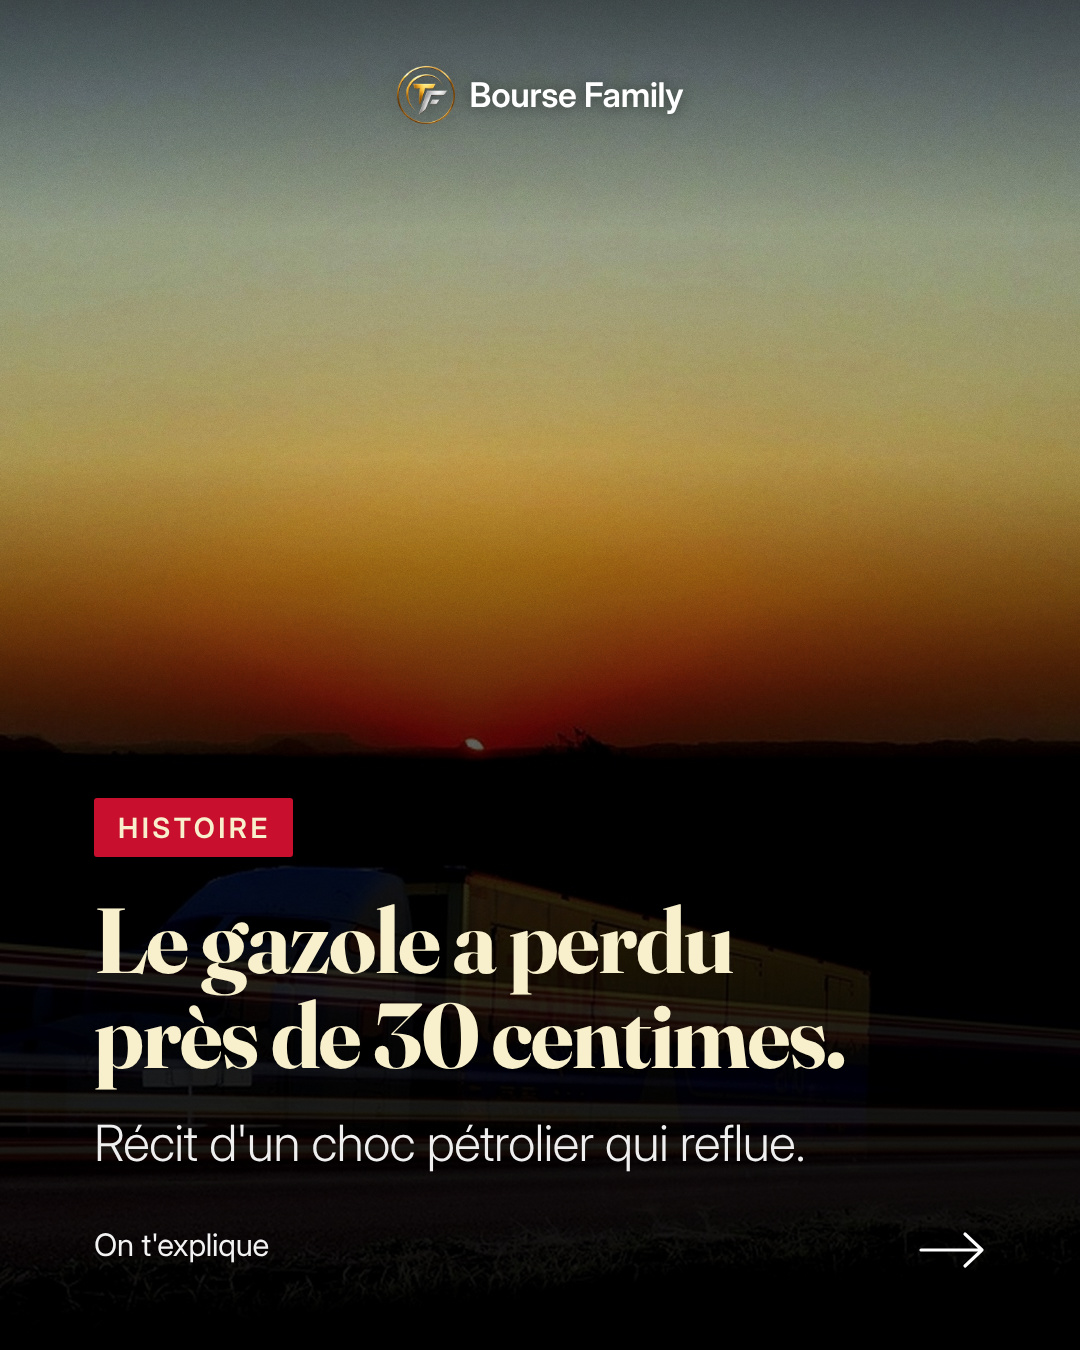 Bourse Family
HISTOIRE
Le gazole a perdu
près de 30 centimes.
Récit d'un choc pétrolier qui reflue.
On t'explique